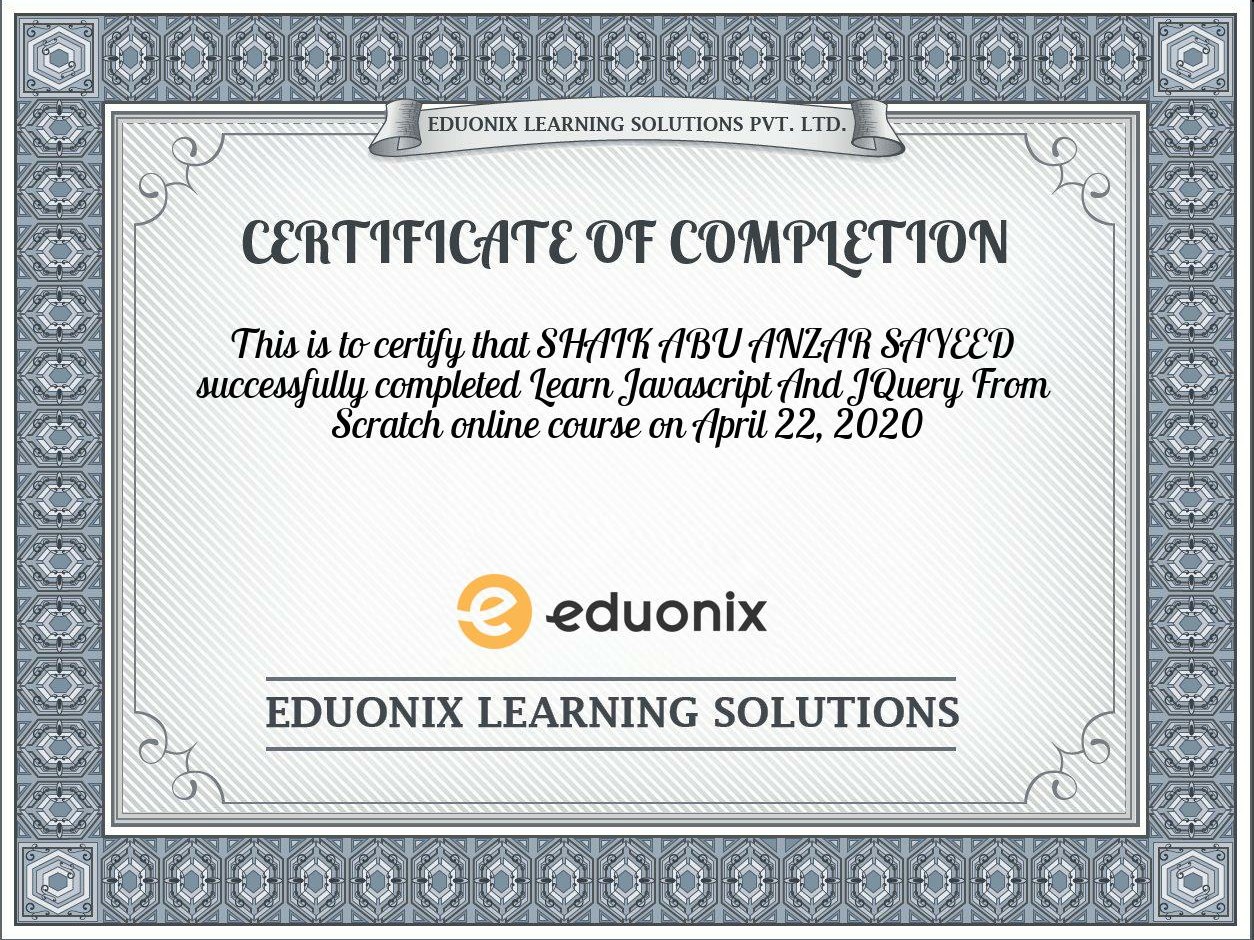 EDUONIX LEARNING SOLUTIONS PVT. LTD.
CERTIFICATE OF COMPLETION
This is to certify that SHAIK ABU ANZAR SAYEED
successfully completed Learn Javascript And JQuery From
Scratch online course on April 22, 2020
eduonix
EDUONIX LEARNING SOLUTIONS